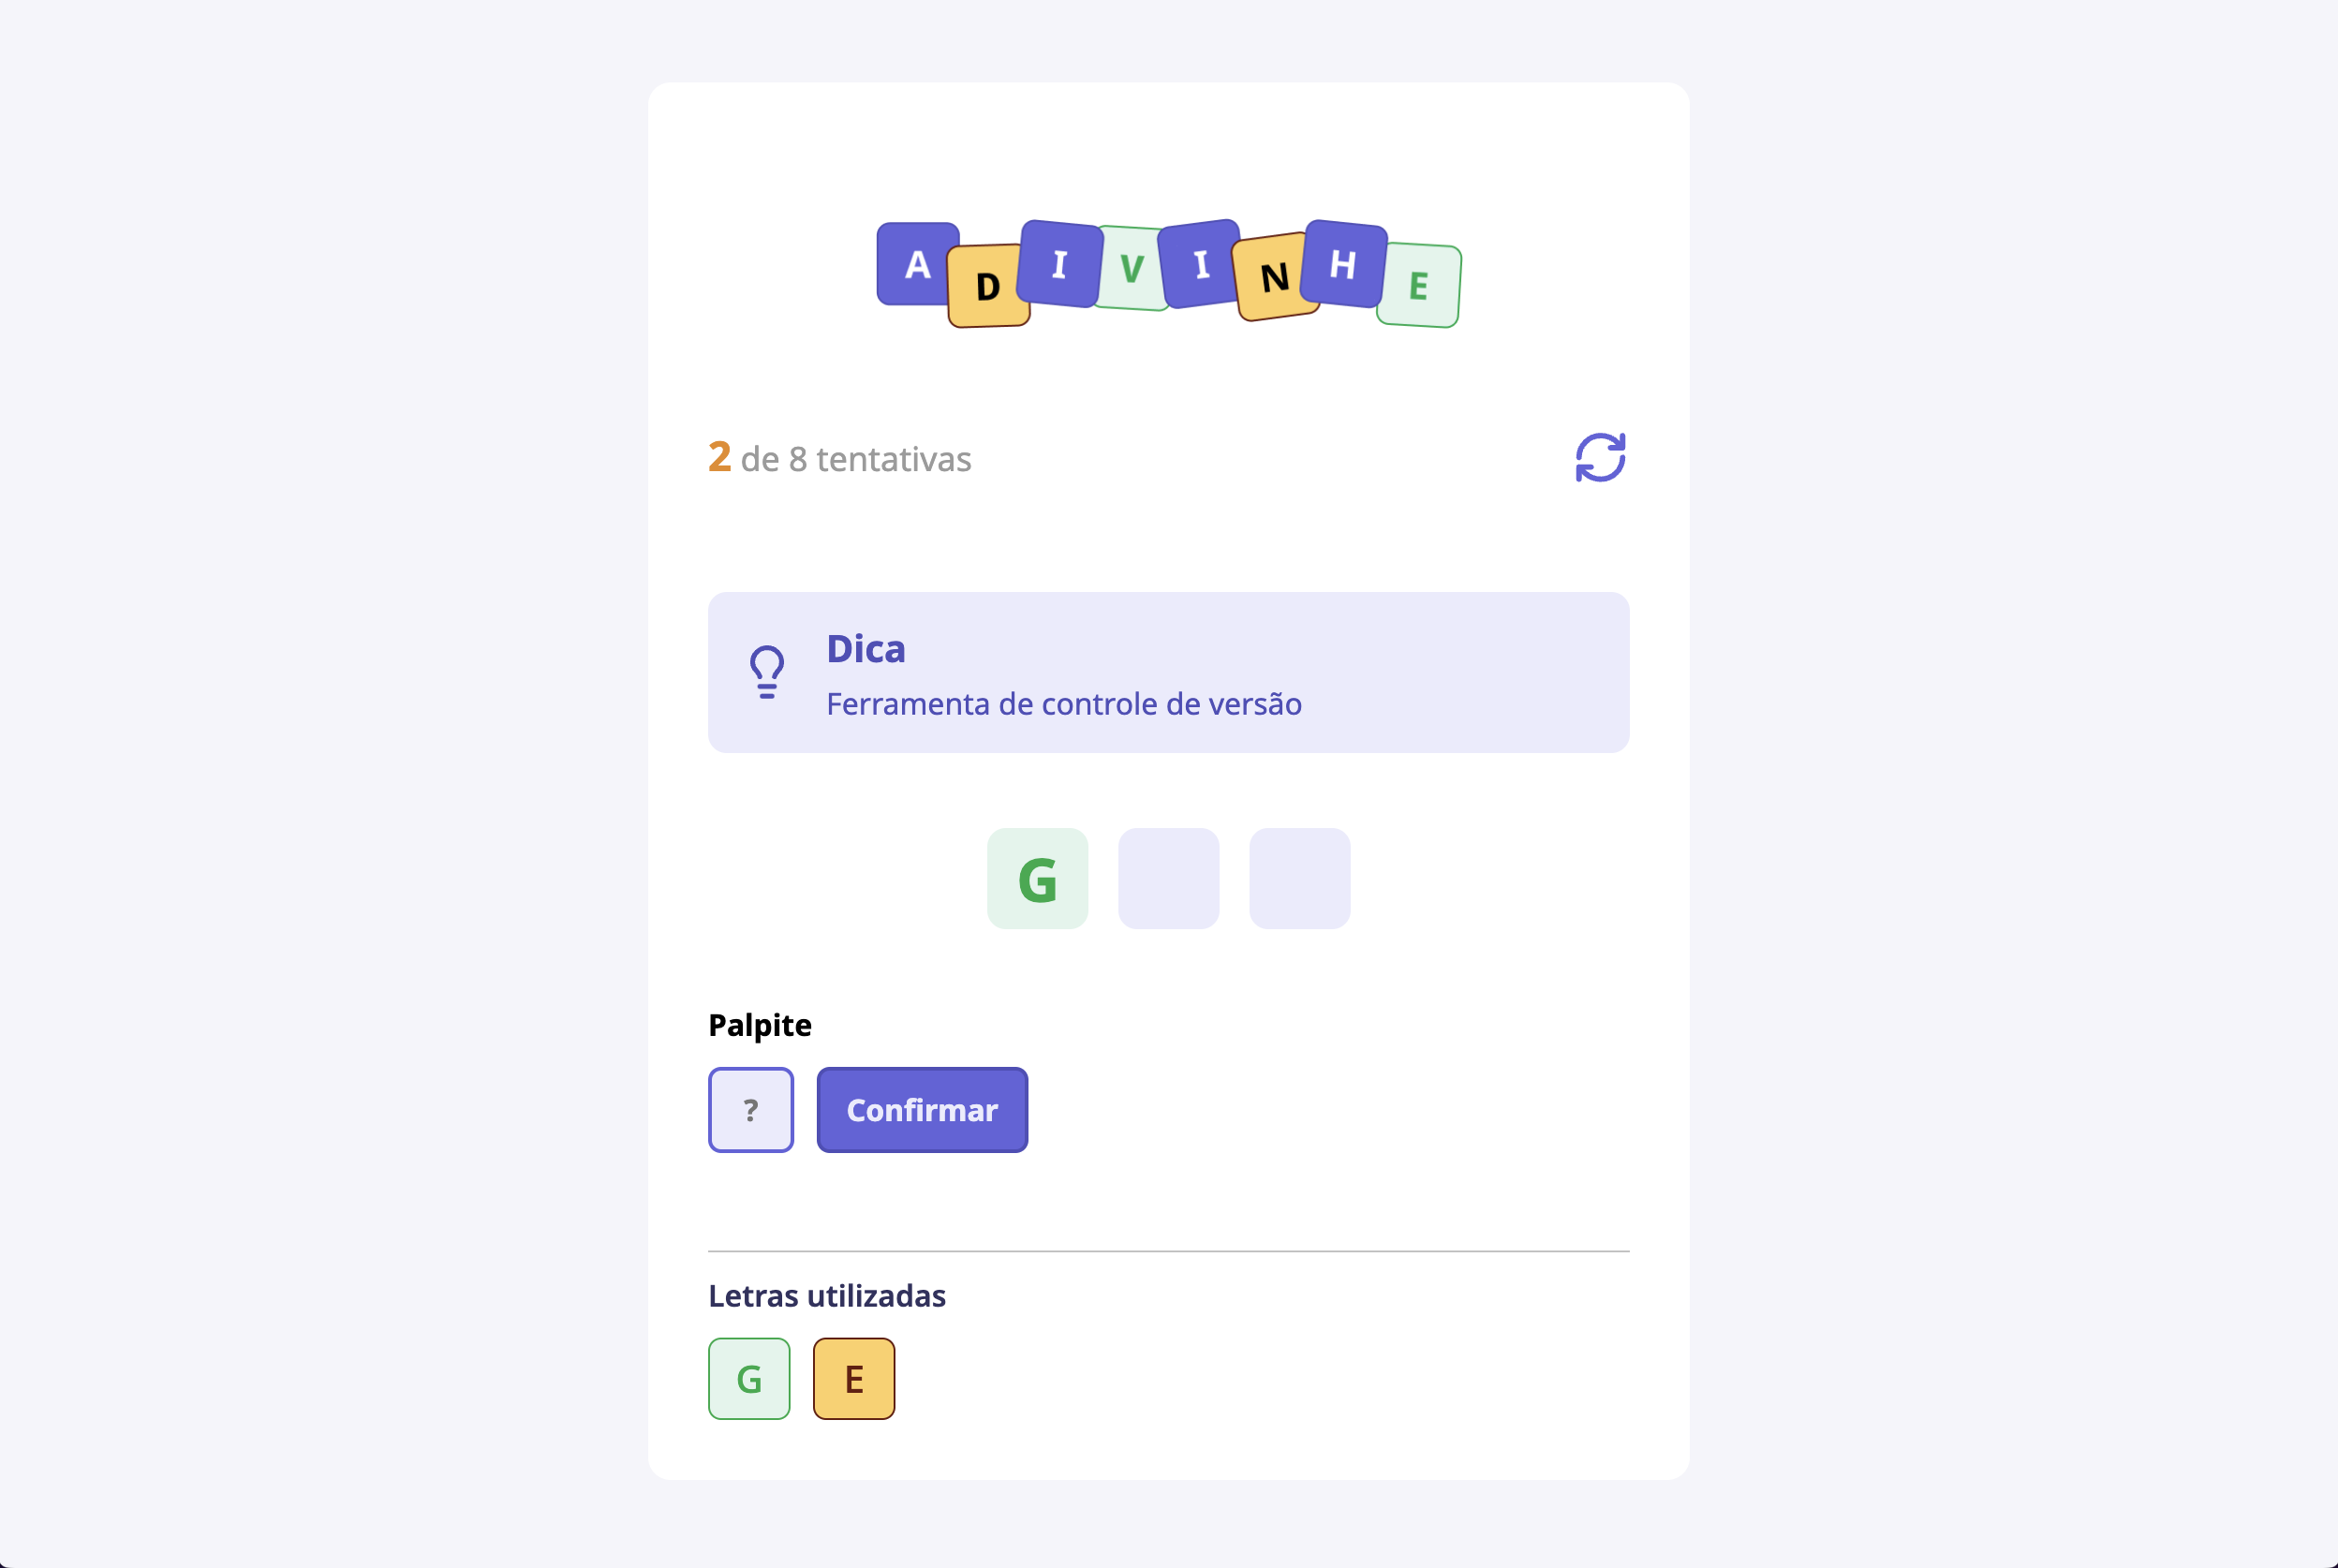 ADIVINHE
2 de 8 tentativas
Dica
Ferramenta de controle de versão
G
Palpite
? Confirmar
Letras utilizadas
G E